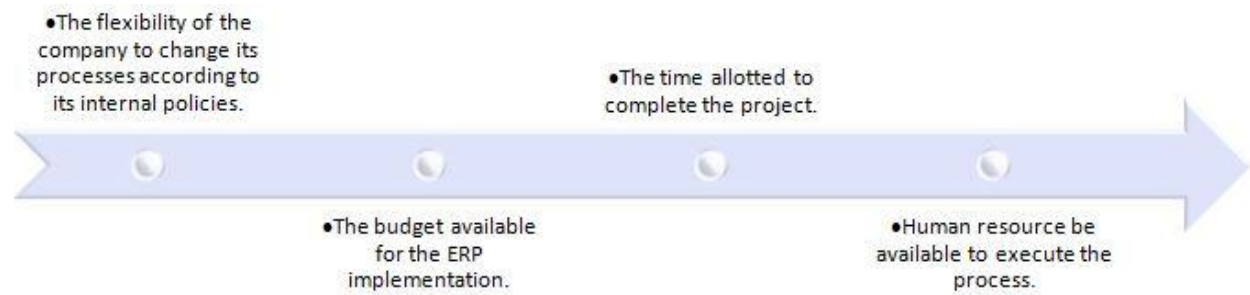 •The flexibility of the
company to change its
processes according to
its internal policies.
•The budget available
for the ERP
implementation.
•The time allotted to
complete the project.
•Human resource be
available to execute the
process.